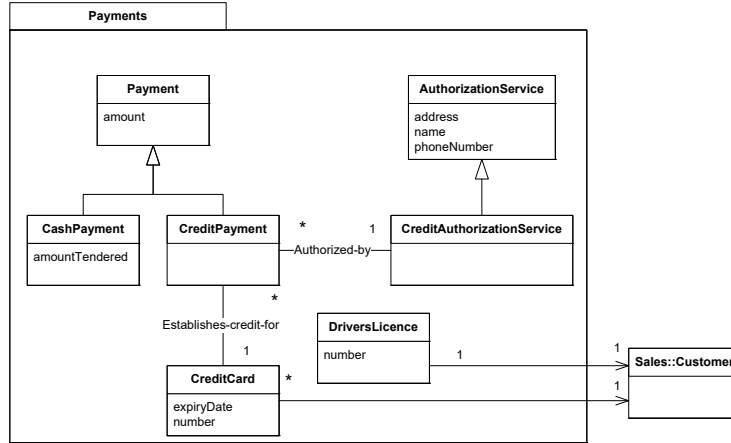 Payments
Payment
amount
AuthorizationService
address
name
phoneNumber
CashPayment
amountTendered
CreditPayment
* 1
Authorized-by
CreditAuthorizationService
*
Establishes-credit-for
1
DriversLicence
number
1 1
Sales::Customer
CreditCard
expiryDate
number
* 1